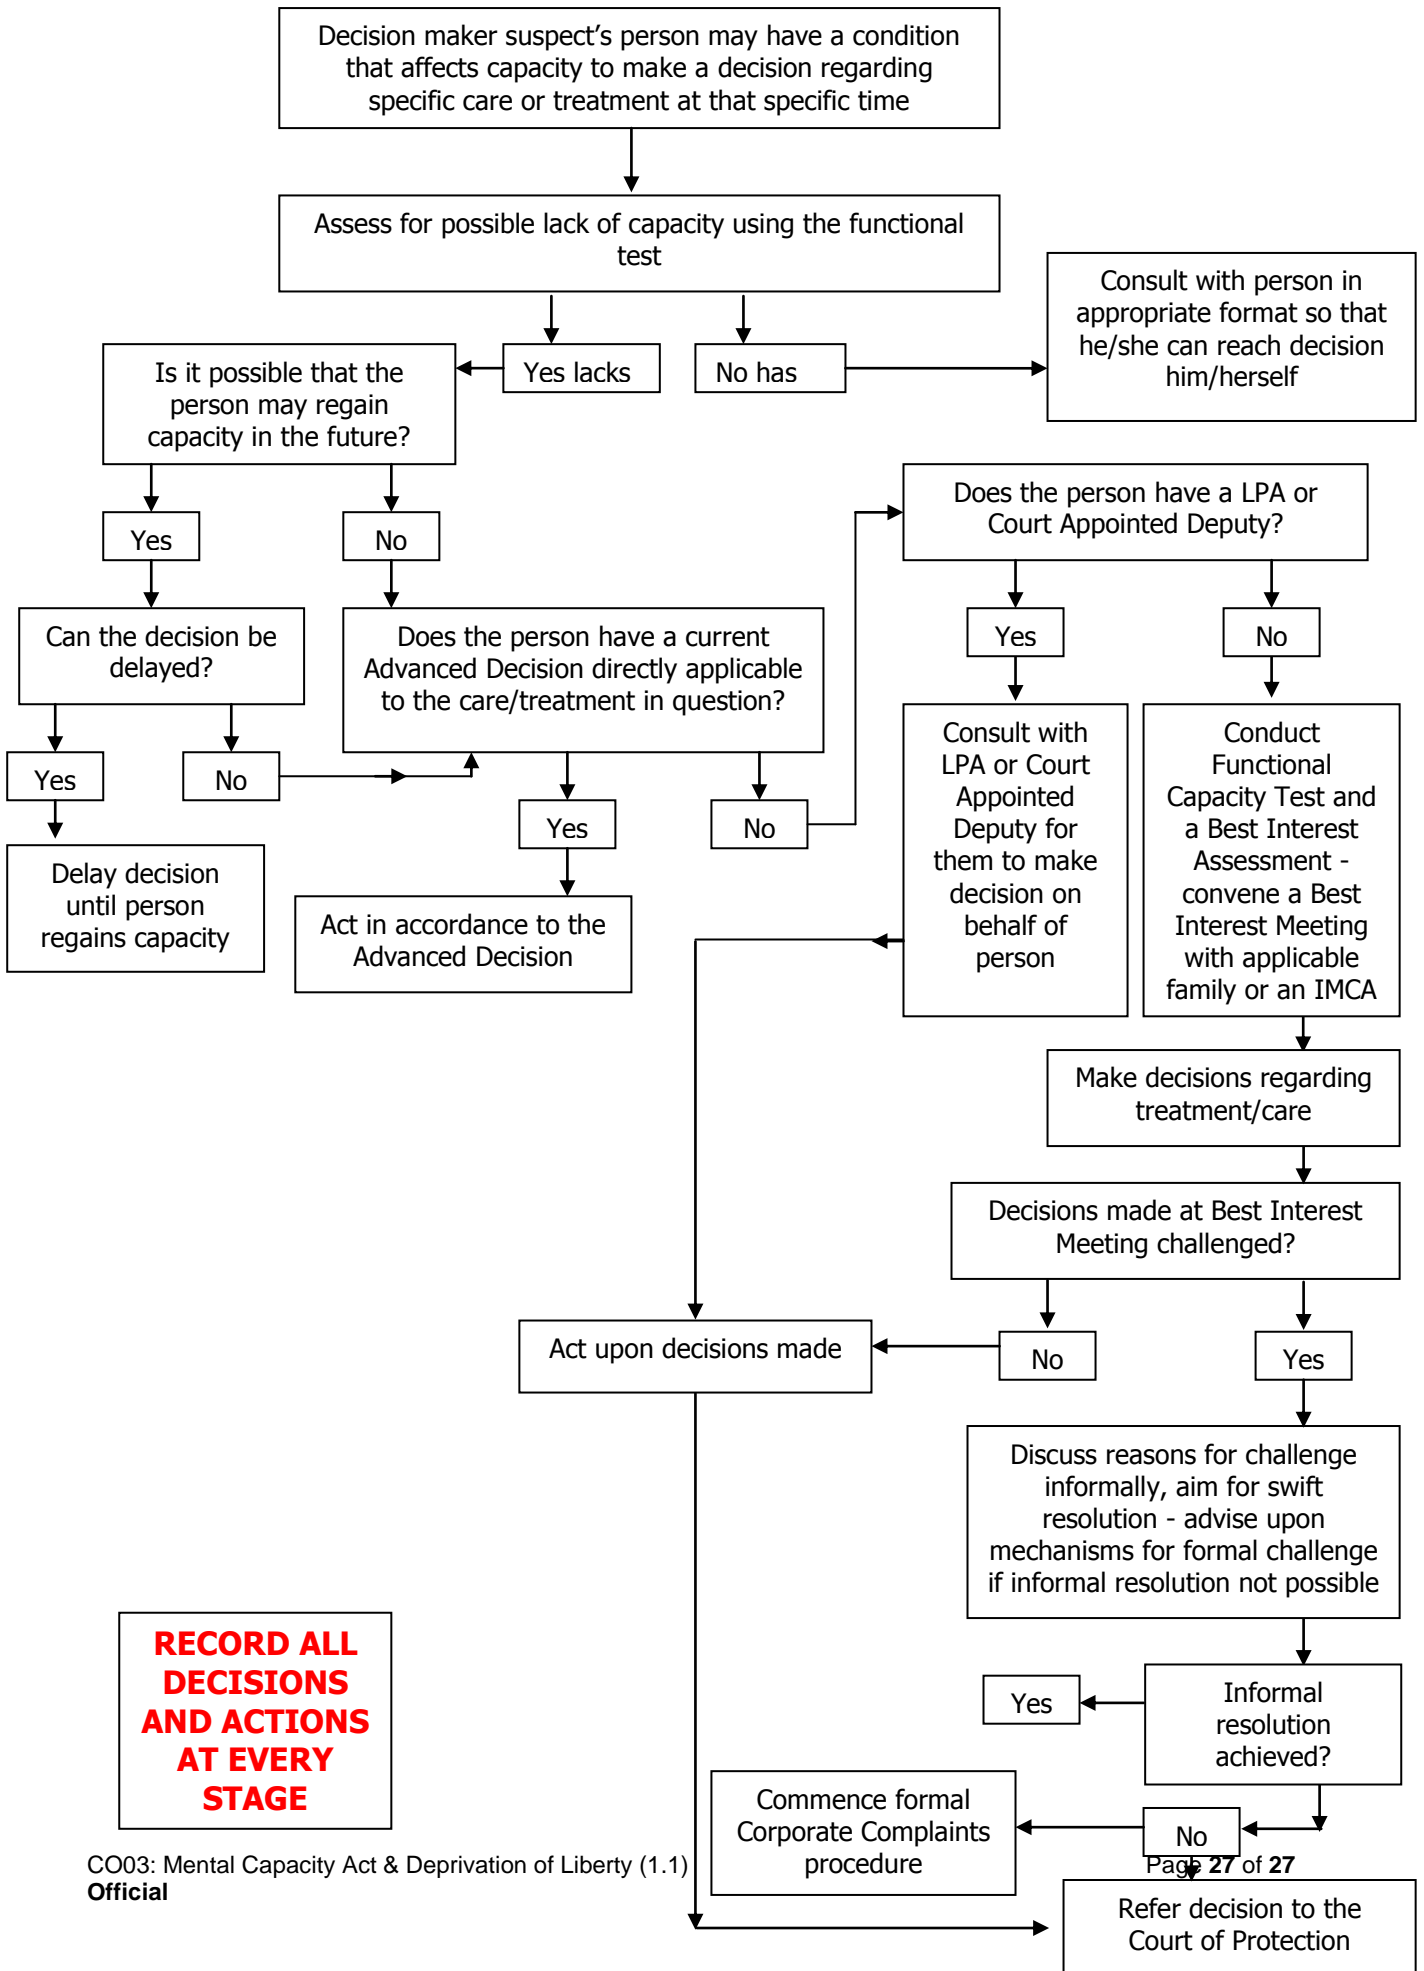 Decision maker suspect’s person may have a condition
that affects capacity to make a decision regarding
specific care or treatment at that specific time
Assess for possible lack of capacity using the functional
test
Consult with person in
appropriate format so that
he/she can reach decision
him/herself
Yes lacks
No has
Is it possible that the
person may regain
capacity in the future?
Yes
No
Does the person have a LPA or
Court Appointed Deputy?
Can the decision be
delayed?
Does the person have a current
Advanced Decision directly applicable
to the care/treatment in question?
Yes
No
Yes
No
Yes
No
Consult with
LPA or Court
Appointed
Deputy for
them to make
decision on
behalf of
person
Conduct
Functional
Capacity Test and
a Best Interest
Assessment -
convene a Best
Interest Meeting
with applicable
family or an IMCA
Delay decision
until person
regains capacity
Act in accordance to the
Advanced Decision
Make decisions regarding
treatment/care
Decisions made at Best Interest
Meeting challenged?
Act upon decisions made
No
Yes
Discuss reasons for challenge
informally, aim for swift
resolution - advise upon
mechanisms for formal challenge
if informal resolution not possible
RECORD ALL
DECISIONS
AND ACTIONS
AT EVERY
STAGE
Yes
Informal
resolution
achieved?
Commence formal
Corporate Complaints
procedure
No
CO03: Mental Capacity Act & Deprivation of Liberty (1.1)
Page 27 of 27
Official
Refer decision to the
Court of Protection